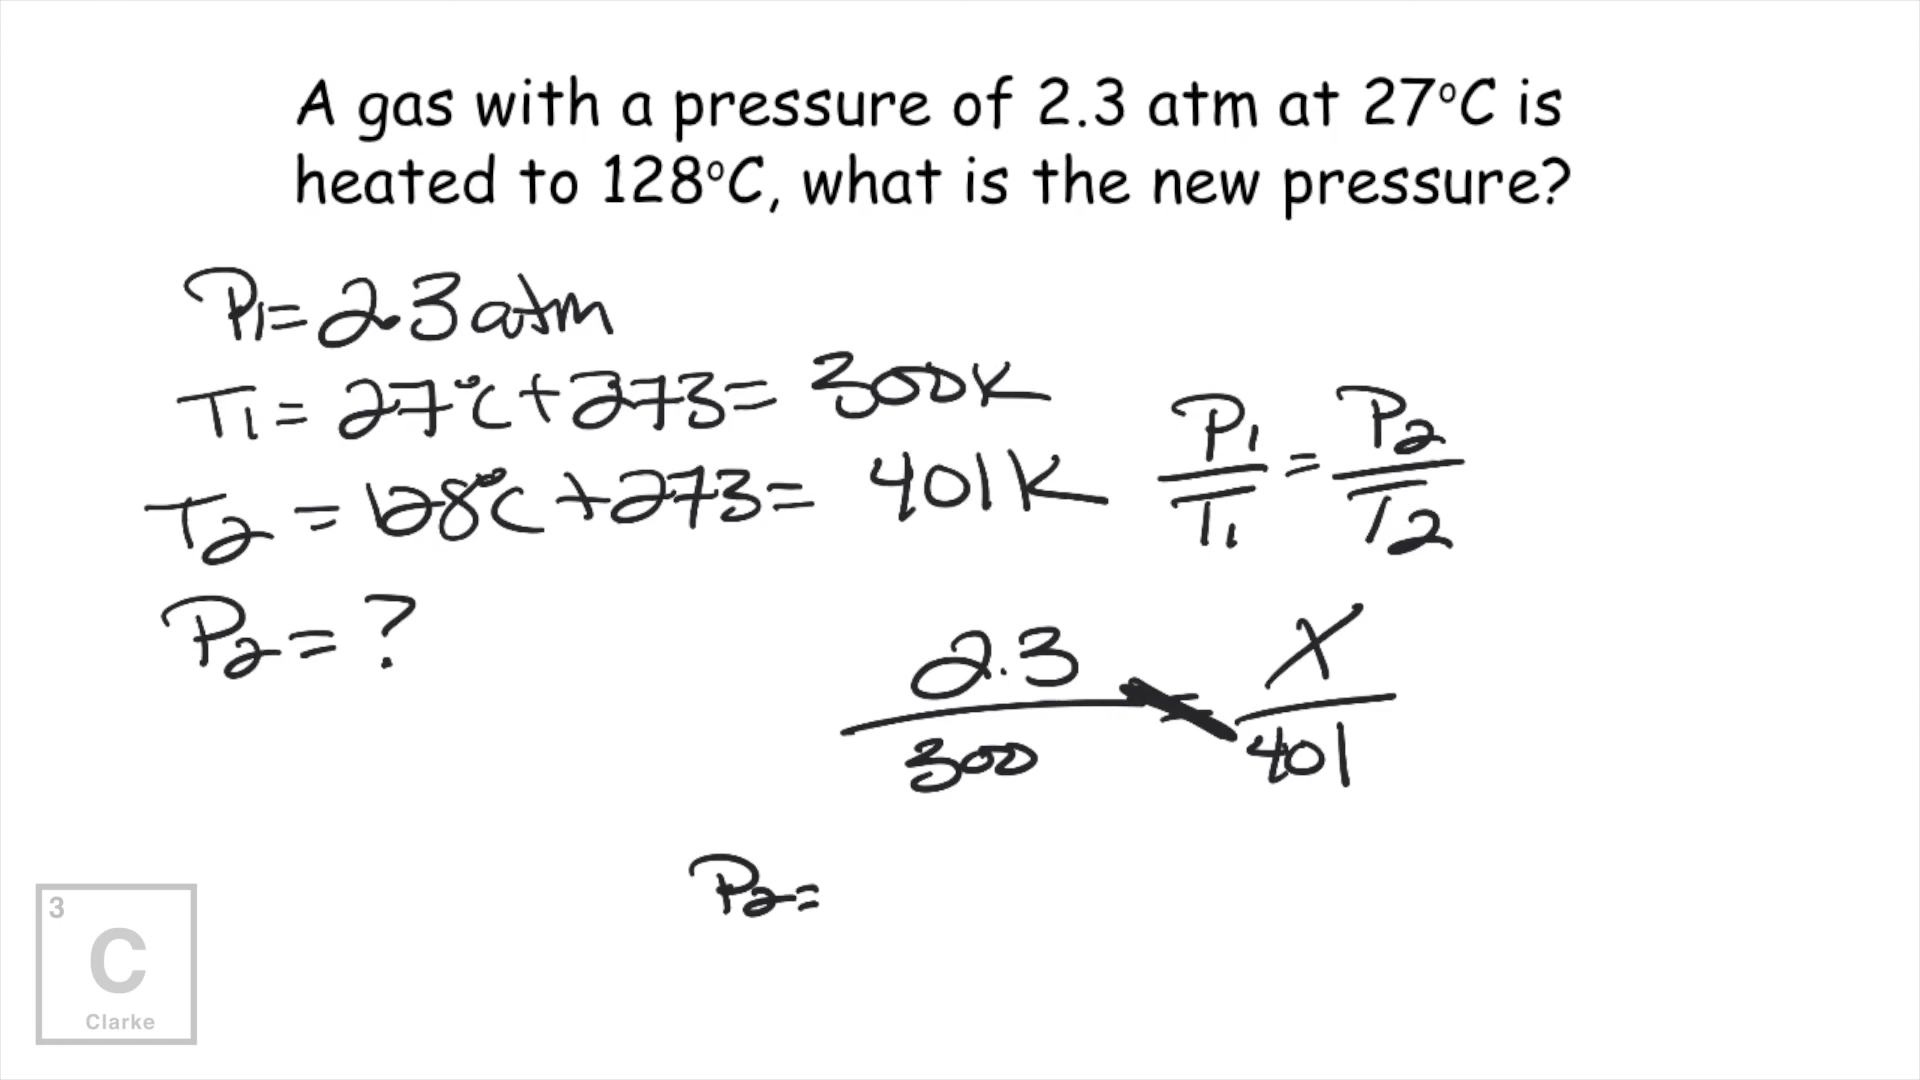 A gas with a pressure of 2.3 atm at 27°C is
heated to 128°C, what is the new pressure?
P1 = 2.3 atm
T1 = 27°C + 273 = 300K
T2 = 128°C + 273 = 401K
P2 = ?
P1/T1 = P2/T2
2.3/300 = X/401
P2 =
3
C
Clarke